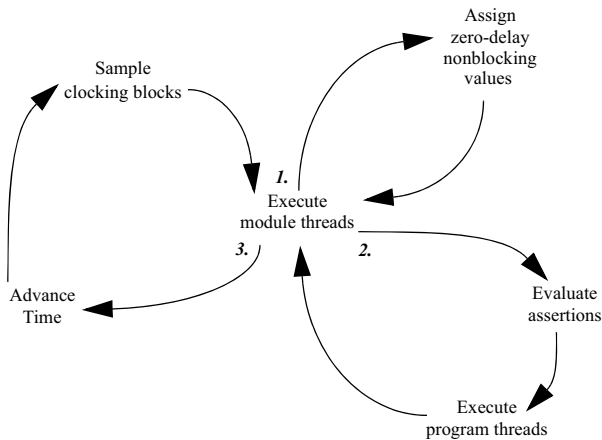 Assign
zero-delay
nonblocking
values
Sample
clocking blocks
1.
Execute
module threads
3.
2.
Advance
Time
Evaluate
assertions
Execute
program threads